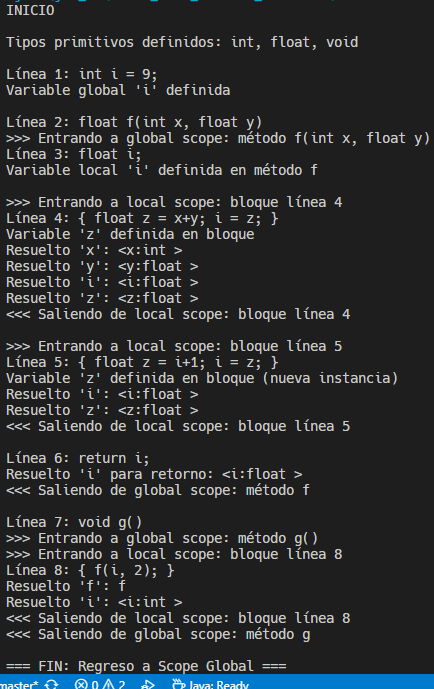 INICIO
Tipos primitivos definidos: int, float, void
Línea 1: int i = 9;
Variable global 'i' definida
Línea 2: float f(int x, float y)
>>> Entrando a global scope: método f(int x, float y)
Línea 3: float i;
Variable local 'i' definida en método f
>>> Entrando a local scope: bloque línea 4
Línea 4: { float z = x+y; i = z; }
Variable 'z' definida en bloque
Resuelto 'x': <x:int >
Resuelto 'y': <y:float >
Resuelto 'i': <i:float >
Resuelto 'z': <z:float >
<<< Saliendo de local scope: bloque línea 4
>>> Entrando a local scope: bloque línea 5
Línea 5: { float z = i+1; i = z; }
Variable 'z' definida en bloque (nueva instancia)
Resuelto 'i': <i:float >
Resuelto 'z': <z:float >
<<< Saliendo de local scope: bloque línea 5
Línea 6: return i;
Resuelto 'i' para retorno: <i:float >
<<< Saliendo de global scope: método f
Línea 7: void g()
>>> Entrando a global scope: método g()
>>> Entrando a local scope: bloque línea 8
Línea 8: { f(i, 2); }
Resuelto 'f': f
Resuelto 'i': <i:int >
<<< Saliendo de local scope: bloque línea 8
<<< Saliendo de global scope: método g
=== FIN: Regreso a Scope Global ===
master* 0 2 Java: Ready